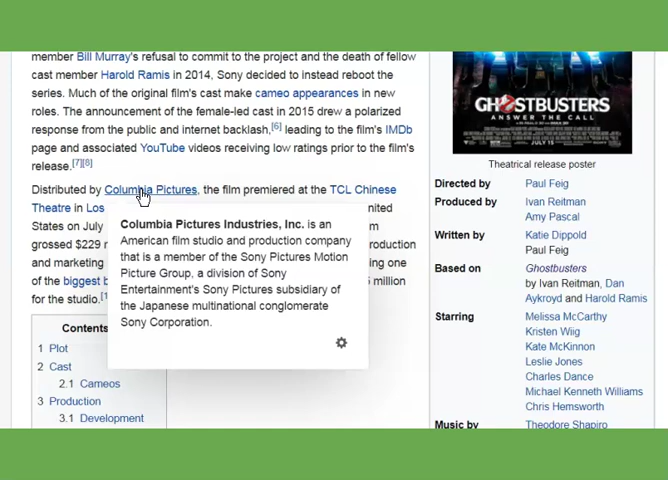 member Bill Murray's refusal to commit to the project and the death of fellow
cast member Harold Ramis in 2014, Sony decided to instead reboot the
series. Much of the original film's cast make cameo appearances in new
roles. The announcement of the female-led cast in 2015 drew a polarized
response from the public and internet backlash,[6] leading to the film's IMDb
page and associated YouTube videos receiving low ratings prior to the film's
release.[7][8]
Distributed by Columbia Pictures, the film premiered at the TCL Chinese
Theatre in Los
nited
States on July
m
grossed $229 r
roduction
and marketing
ing one
of the biggest b
5 million
for the studio.[1
Columbia Pictures Industries, Inc. is an
American film studio and production company
that is a member of the Sony Pictures Motion
Picture Group, a division of Sony
Entertainment's Sony Pictures subsidiary of
the Japanese multinational conglomerate
Sony Corporation.
Contents
1 Plot
2 Cast
2.1 Cameos
3 Production
3.1 Development
GHOSTBUSTERS
ANSWER THE CALL
JULY 15
Theatrical release poster
Directed by Paul Feig
Produced by Ivan Reitman
Amy Pascal
Written by Katie Dippold
Paul Feig
Based on Ghostbusters
by Ivan Reitman, Dan
Aykroyd and Harold Ramis
Starring Melissa McCarthy
Kristen Wiig
Kate McKinnon
Leslie Jones
Charles Dance
Michael Kenneth Williams
Chris Hemsworth
Music by Theodore Shapiro